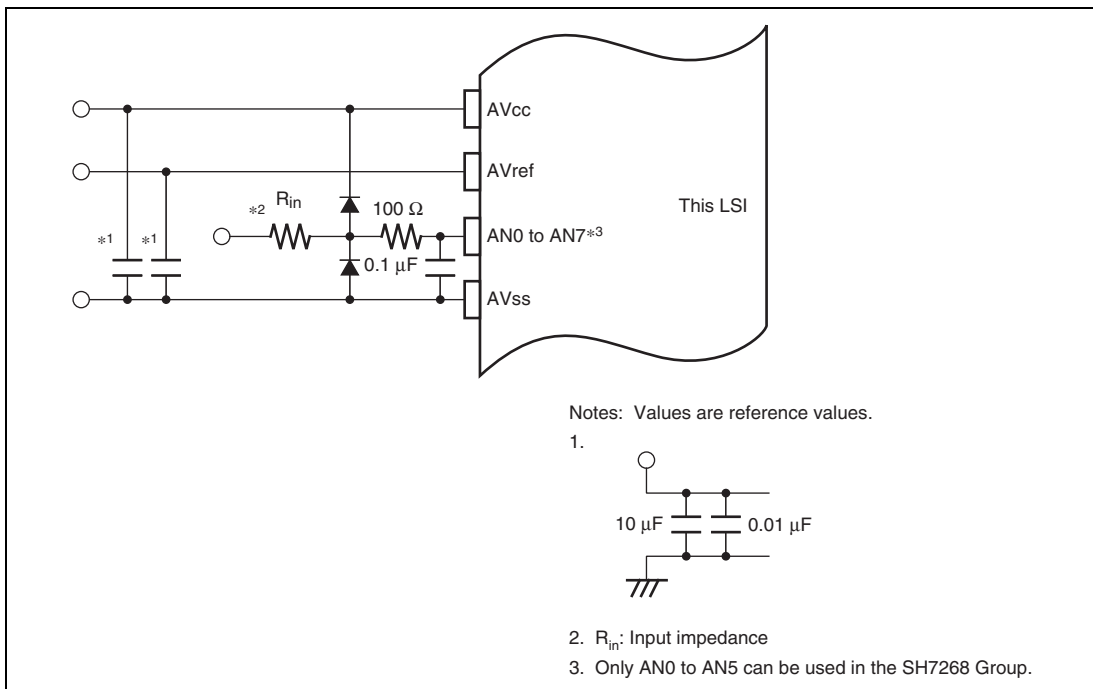 AVcc
AVref
*2 Rin
100 Ω
This LSI
*1 *1
AN0 to AN7*3
0.1 μF
AVss
Notes: Values are reference values.
1.
10 μF
0.01 μF
2. Rin: Input impedance
3. Only AN0 to AN5 can be used in the SH7268 Group.